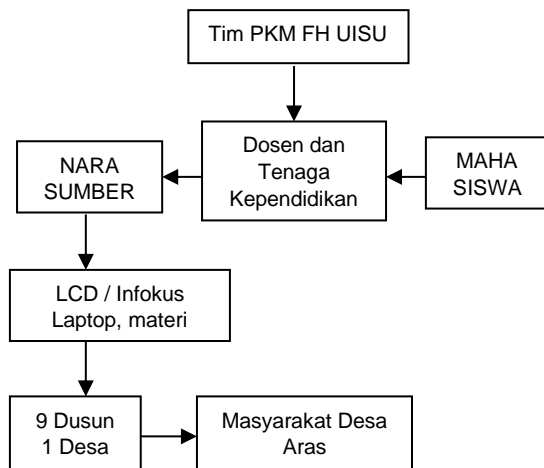 Tim PKM FH UISU
Dosen dan
Tenaga
Kependidikan
NARA
SUMBER
MAHA
SISWA
LCD / Infokus
Laptop, materi
9 Dusun
1 Desa
Masyarakat Desa
Aras